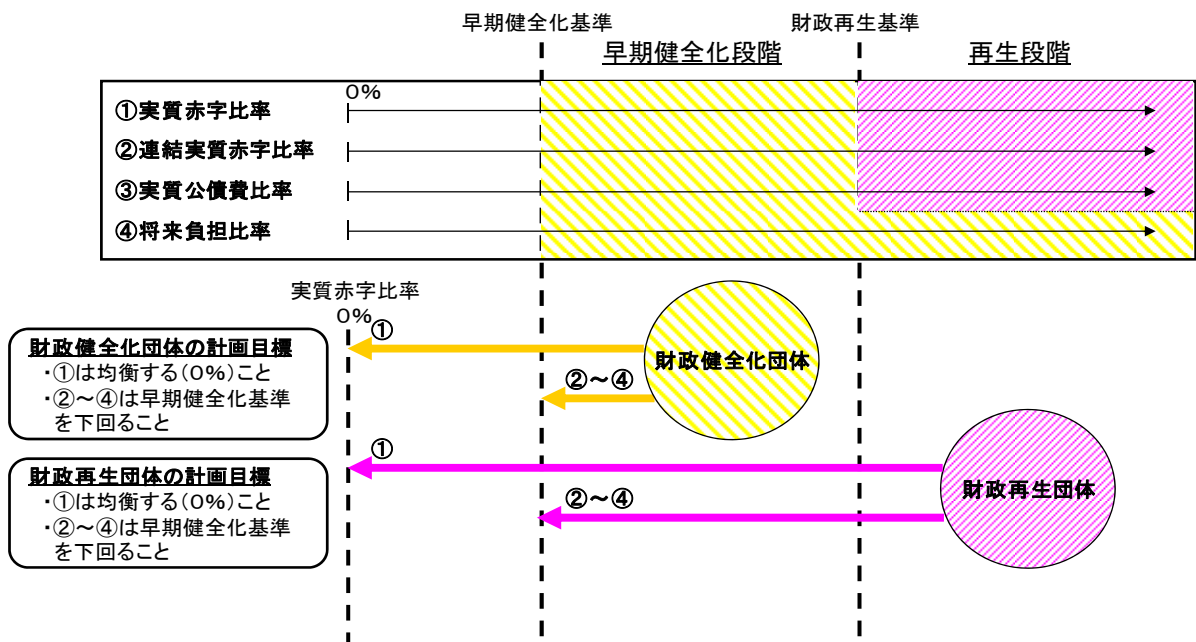 早期健全化基準
財政再生基準
早期健全化段階
再生段階
0%
①実質赤字比率
②連結実質赤字比率
③実質公債費比率
④将来負担比率
実質赤字比率
0%
財政健全化団体の計画目標
・①は均衡する(0%)こと
・②～④は早期健全化基準
を下回ること
①
②～④
財政健全化団体
財政再生団体の計画目標
・①は均衡する(0%)こと
・②～④は早期健全化基準
を下回ること
①
②～④
財政再生団体